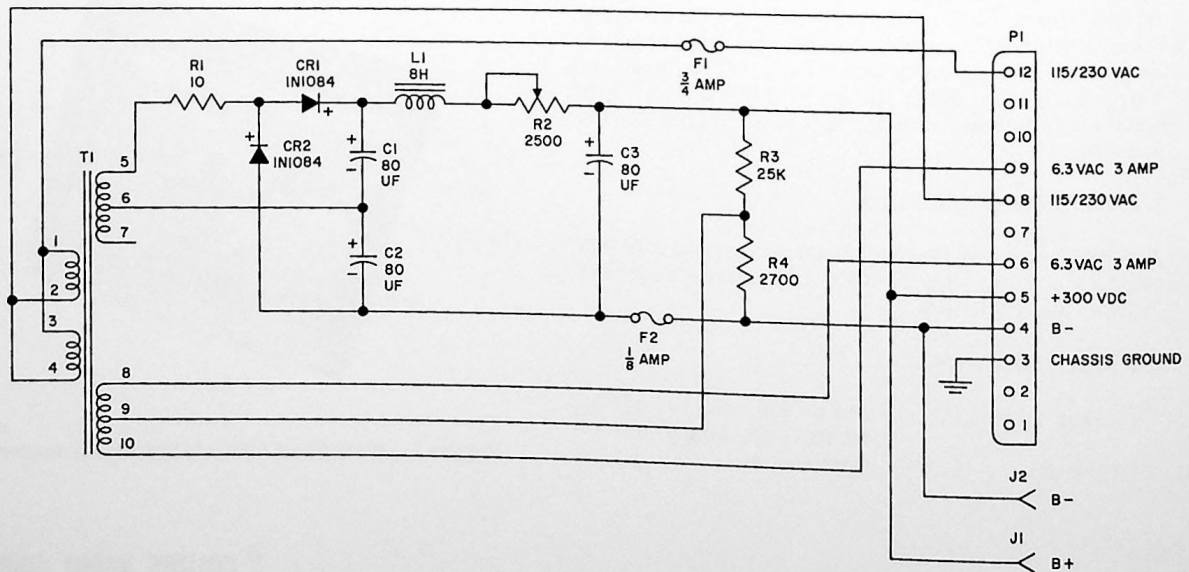 P1
F1
3/4 AMP
12 115/230 VAC
11
10
9 6.3 VAC 3 AMP
8 115/230 VAC
7
6 6.3 VAC 3 AMP
5 +300 VDC
4 B-
3 CHASSIS GROUND
2
1
J2
B-
J1
B+
R1
10
CR1
IN1084
+
L1
8H
R2
2500
+
CR2
IN1084
+
C1
-
80
UF
+
C3
-
80
UF
R3
25K
T1
5
6
7
+
C2
-
80
UF
R4
2700
1
2
3
4
F2
1/8 AMP
8
9
10